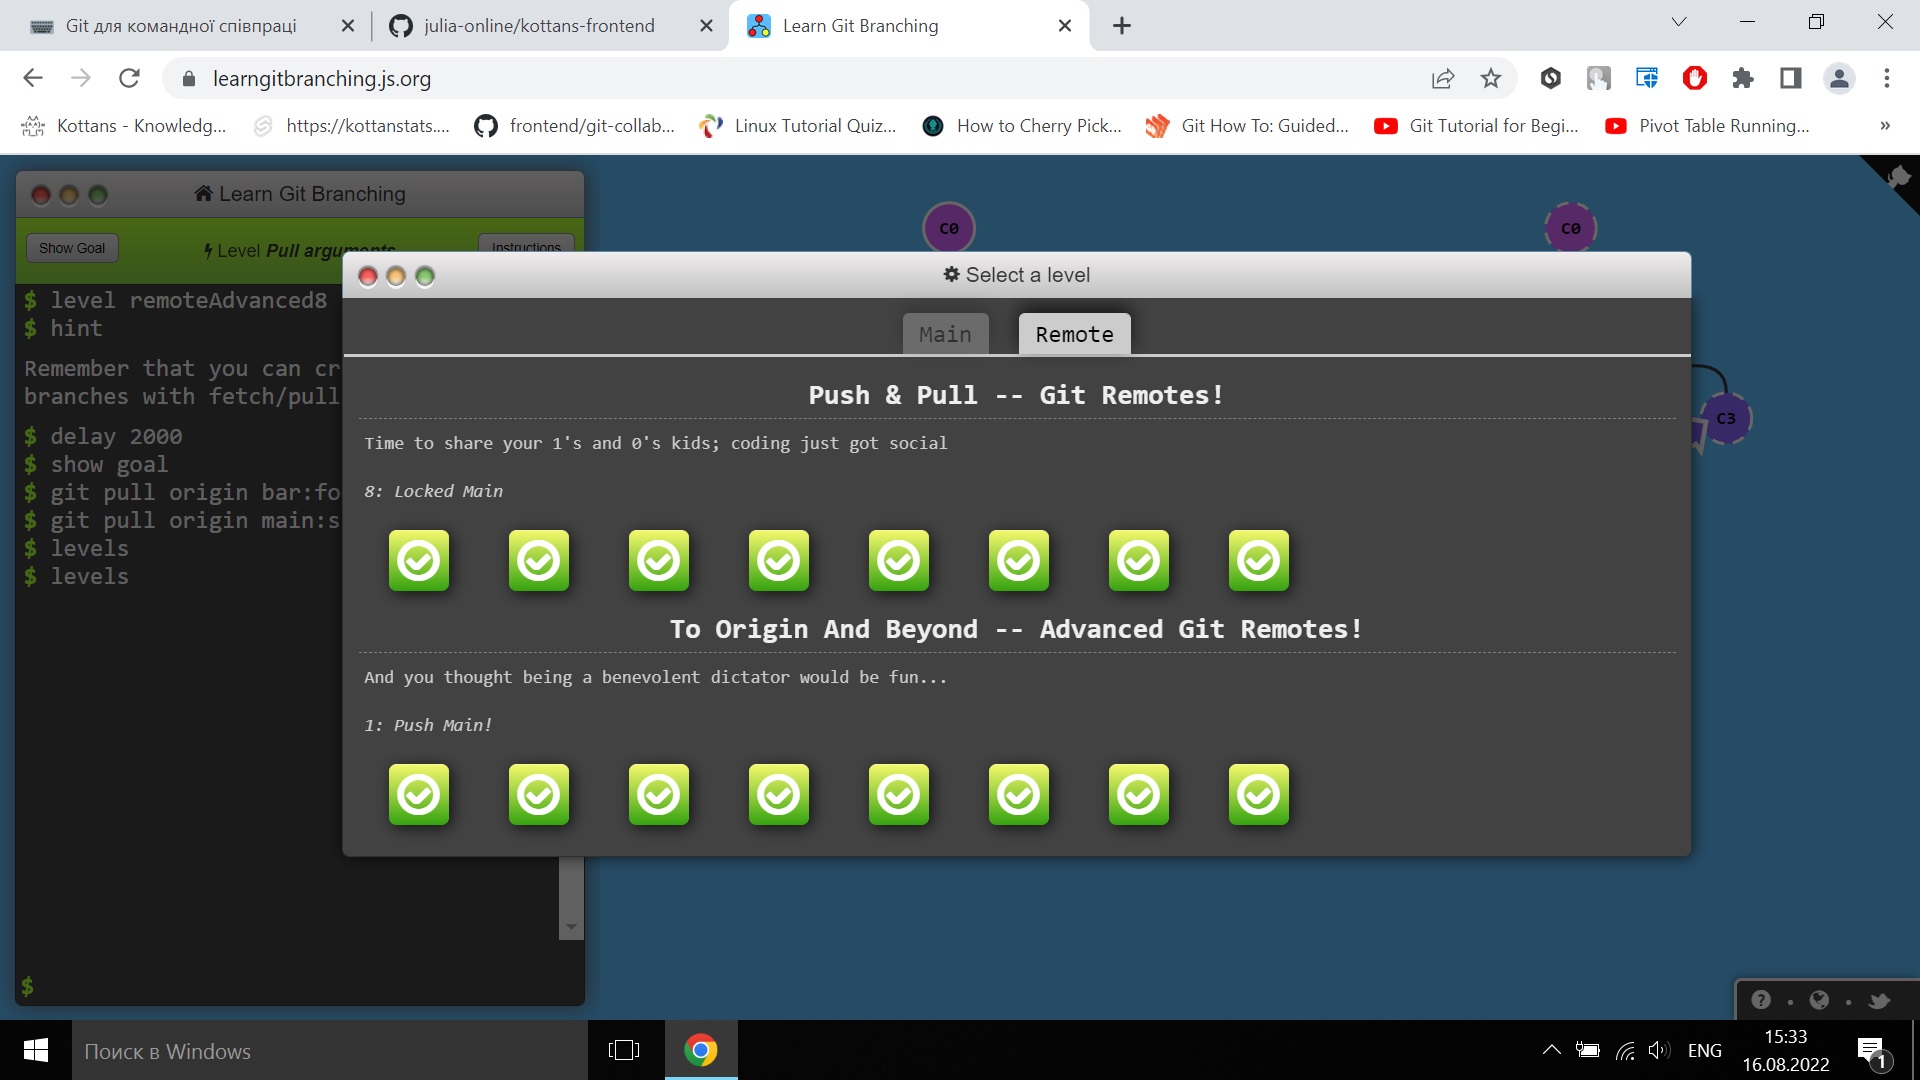 Git для командної співпраці
julia-online/kottans-frontend
Learn Git Branching
learngitbranching.js.org
Kottans - Knowledg...
https://kottanstats....
frontend/git-collab...
Linux Tutorial Quiz...
How to Cherry Pick...
Git How To: Guided...
Git Tutorial for Begi...
Pivot Table Running...
»
Learn Git Branching
Show Goal
Level Pull arguments
Instructions
$ level remoteAdvanced8
$ hint
Remember that you can cr
branches with fetch/pull
$ delay 2000
$ show goal
$ git pull origin bar:fo
$ git pull origin main:s
$ levels
$ levels
$
C0
C0
C3
Select a level
Main
Remote
Push & Pull -- Git Remotes!
Time to share your 1's and 0's kids; coding just got social
8: Locked Main
To Origin And Beyond -- Advanced Git Remotes!
And you thought being a benevolent dictator would be fun...
1: Push Main!
Поиск в Windows
ENG
15:33
16.08.2022
1